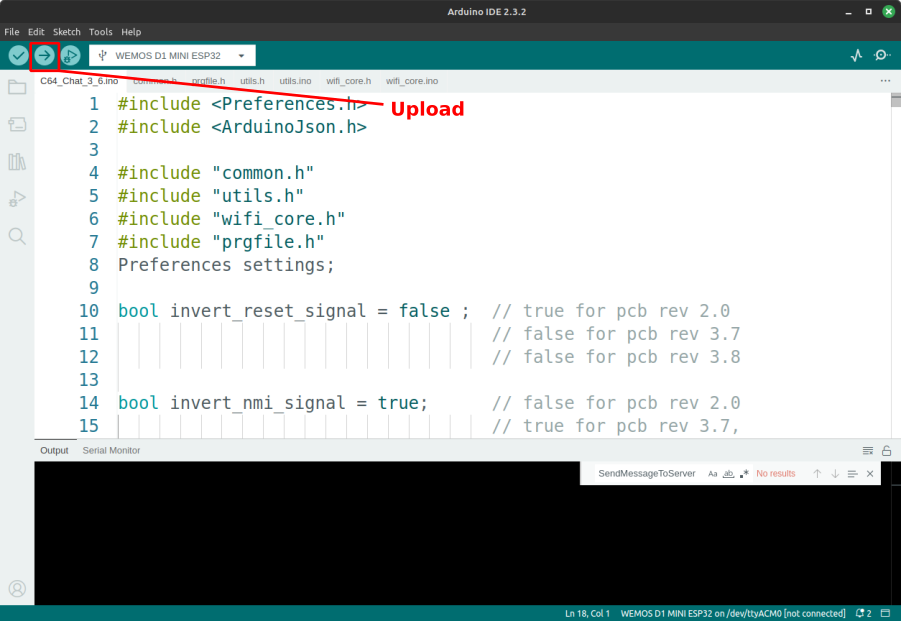 Arduino IDE 2.3.2
File Edit Sketch Tools Help
WEMOS D1 MINI ESP32
C64_Chat_3_6.ino common.h prgfile.h utils.h utils.ino wifi_core.h wifi_core.ino
Upload
1 #include <Preferences.h>
2 #include <ArduinoJson.h>
3
4 #include "common.h"
5 #include "utils.h"
6 #include "wifi_core.h"
7 #include "prgfile.h"
8 Preferences settings;
9
10 bool invert_reset_signal = false ; // true for pcb rev 2.0
11 // false for pcb rev 3.7
12 // false for pcb rev 3.8
13
14 bool invert_nmi_signal = true; // false for pcb rev 2.0
15 // true for pcb rev 3.7,
Output Serial Monitor
SendMessageToServer Aa ab .* No results
Ln 18, Col 1 WEMOS D1 MINI ESP32 on /dev/ttyACM0 [not connected] 2